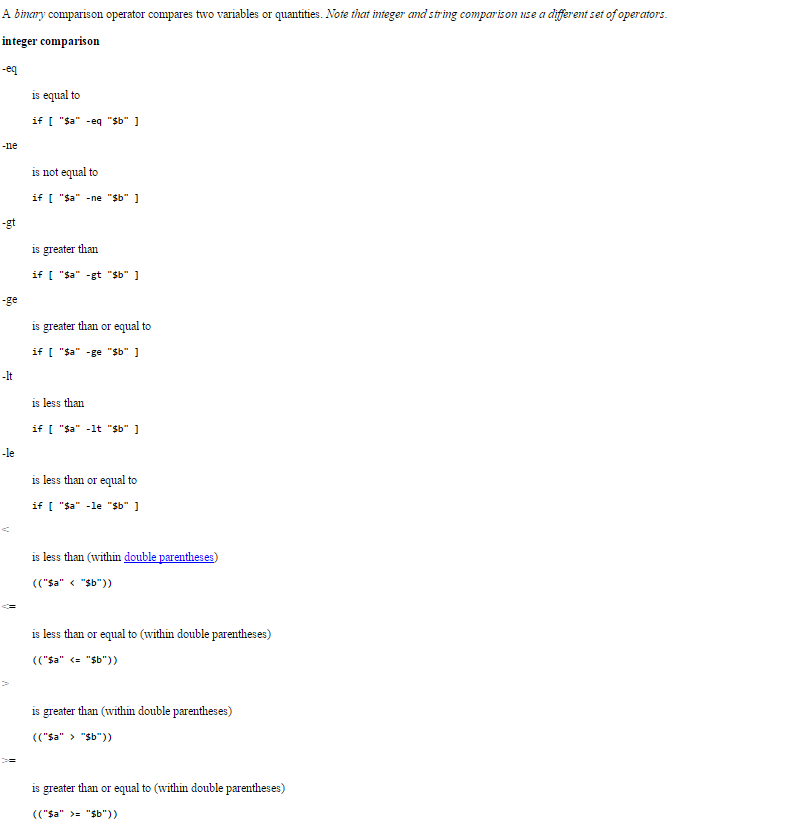 A binary comparison operator compares two variables or quantities. Note that integer and string comparison use a different set of operators.
integer comparison
-eq
is equal to
if [ "$a" -eq "$b" ]
-ne
is not equal to
if [ "$a" -ne "$b" ]
-gt
is greater than
if [ "$a" -gt "$b" ]
-ge
is greater than or equal to
if [ "$a" -ge "$b" ]
-lt
is less than
if [ "$a" -lt "$b" ]
-le
is less than or equal to
if [ "$a" -le "$b" ]
<
is less than (within double parentheses)
(("$a" < "$b"))
<=
is less than or equal to (within double parentheses)
(("$a" <= "$b"))
>
is greater than (within double parentheses)
(("$a" > "$b"))
>=
is greater than or equal to (within double parentheses)
(("$a" >= "$b"))